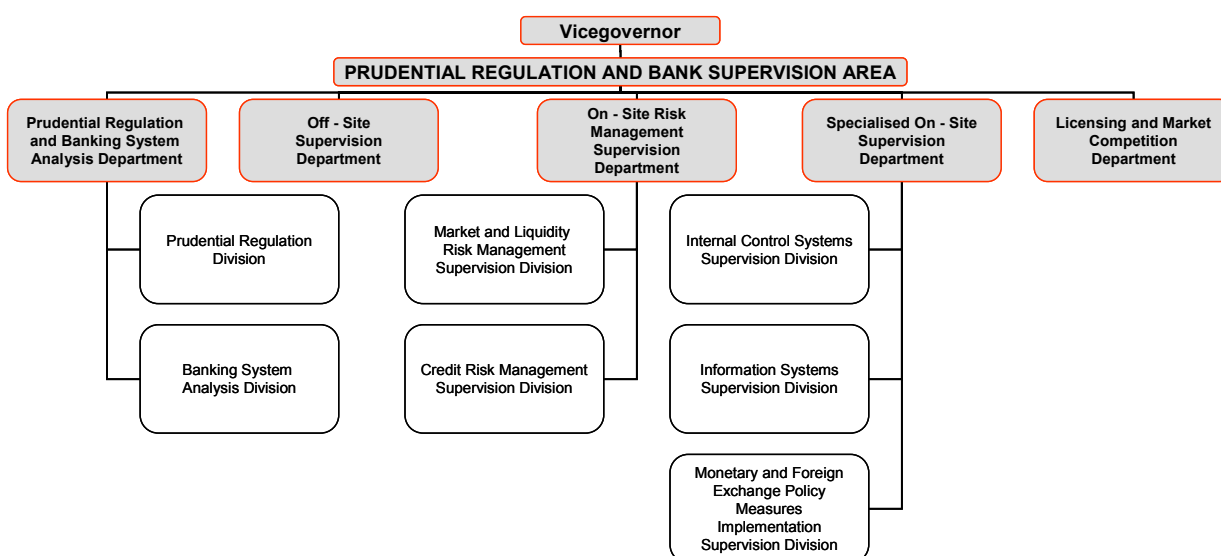 Vicegovernor
PRUDENTIAL REGULATION AND BANK SUPERVISION AREA
Prudential Regulation
and Banking System
Analysis Department
Off - Site
Supervision
Department
On - Site Risk
Management
Supervision
Department
Specialised On - Site
Supervision
Department
Licensing and Market
Competition
Department
Prudential Regulation
Division
Market and Liquidity
Risk Management
Supervision Division
Internal Control Systems
Supervision Division
Banking System
Analysis Division
Credit Risk Management
Supervision Division
Information Systems
Supervision Division
Monetary and Foreign
Exchange Policy
Measures
Implementation
Supervision Division